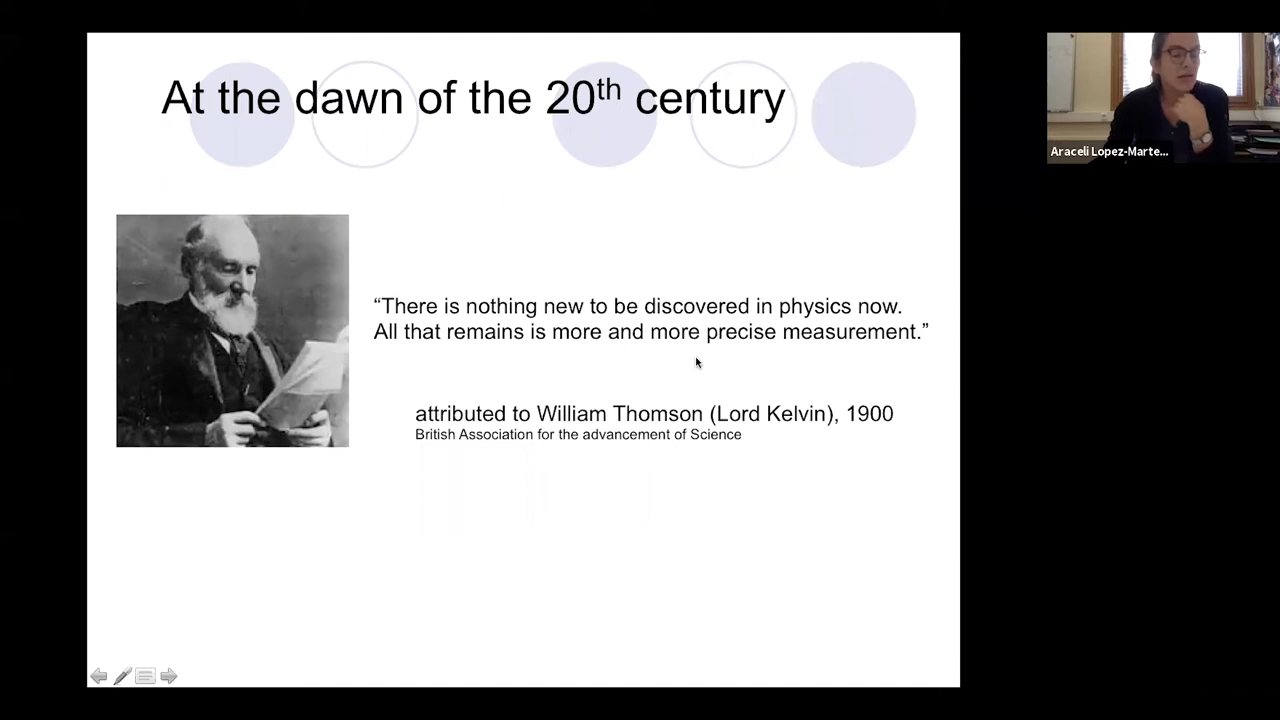 At the dawn of the 20th century
“There is nothing new to be discovered in physics now.
All that remains is more and more precise measurement.”
attributed to William Thomson (Lord Kelvin), 1900
British Association for the advancement of Science
Araceli Lopez-Marte...